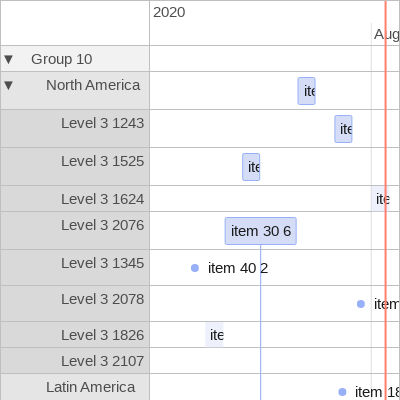 2020
Aug
▼ Group 10
▼ North America ite
Level 3 1243 ite
Level 3 1525 ite
Level 3 1624 ite
Level 3 2076 item 30 6
Level 3 1345 item 40 2
Level 3 2078 item
Level 3 1826 ite
Level 3 2107
Latin America item 18